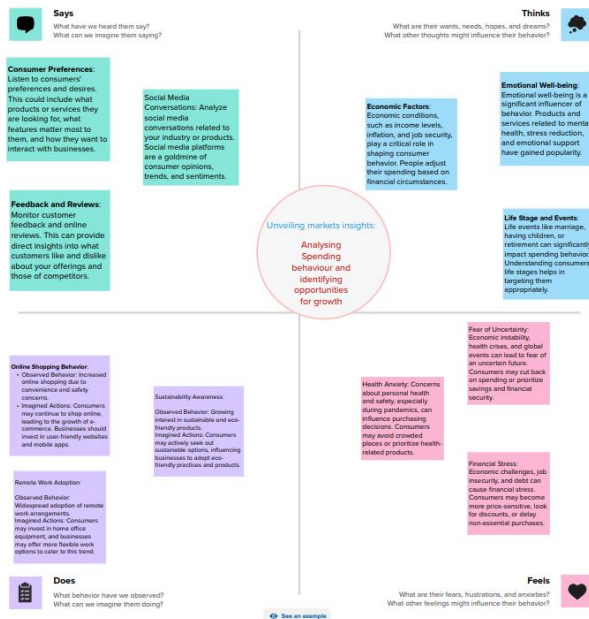 Says
What have we heard them say?
What can we imagine them saying?
Thinks
What are their wants, needs, hopes, and dreams?
What other thoughts might influence their behavior?
Consumer Preferences:
Listen to consumers'
preferences and desires.
This could include what
products or services they
are looking for, what
features matter most to
them, and how they want to
interact with businesses.
Social Media
Conversations: Analyze
social media
conversations related to
your industry or products.
Social media platforms
are a goldmine of
consumer opinions,
trends, and sentiments.
Feedback and Reviews:
Monitor customer
feedback and online
reviews. This can provide
direct insights into what
customers like and dislike
about your offerings and
those of competitors.
Economic Factors:
Economic conditions,
such as income levels,
inflation, and job security,
play a critical role in
shaping consumer
behavior. People adjust
their spending based on
financial circumstances.
Emotional Well-being:
Emotional well-being is a
significant influencer of
behavior. Products and
services related to menta
health, stress reduction,
and emotional support
have gained popularity.
Life Stage and Events:
Life events like marriage,
having children, or
retirement can significantly
impact spending behavior.
Understanding consumers
life stages helps in
targeting them
appropriately.
Unveiling markets insights:
Analysing
Spending
behaviour and
identifying
opportunities
for growth
Online Shopping Behavior:
• Observed Behavior: Increased
online shopping due to
convenience and safety
concerns.
• Imagined Actions: Consumers
may continue to shop online,
leading to the growth of e-
commerce. Businesses should
invest in user-friendly websites
and mobile apps.
Sustainability Awareness:
Observed Behavior: Growing
interest in sustainable and eco-
friendly products.
Imagined Actions: Consumers
may actively seek out
sustainable options, influencing
businesses to adopt eco-
friendly practices and products.
Remote Work Adoption:
Observed Behavior:
Widespread adoption of remote
work arrangements.
Imagined Actions: Consumers
may invest in home office
equipment, and businesses
may offer more flexible work
options to cater to this trend.
Fear of Uncertainty:
Economic instability,
health crises, and global
events can lead to fear of
an uncertain future.
Consumers may cut back
on spending or prioritize
savings and financial
security.
Health Anxiety: Concerns
about personal health
and safety, especially
during pandemics, can
influence purchasing
decisions. Consumers
may avoid crowded
places or prioritize health-
related products.
Financial Stress:
Economic challenges, job
insecurity, and debt can
cause financial stress.
Consumers may become
more price-sensitive, look
for discounts, or delay
non-essential purchases.
Does
What behavior have we observed?
What can we imagine them doing?
Feels
What are their fears, frustrations, and anxieties?
What other feelings might influence their behavior?
See an example